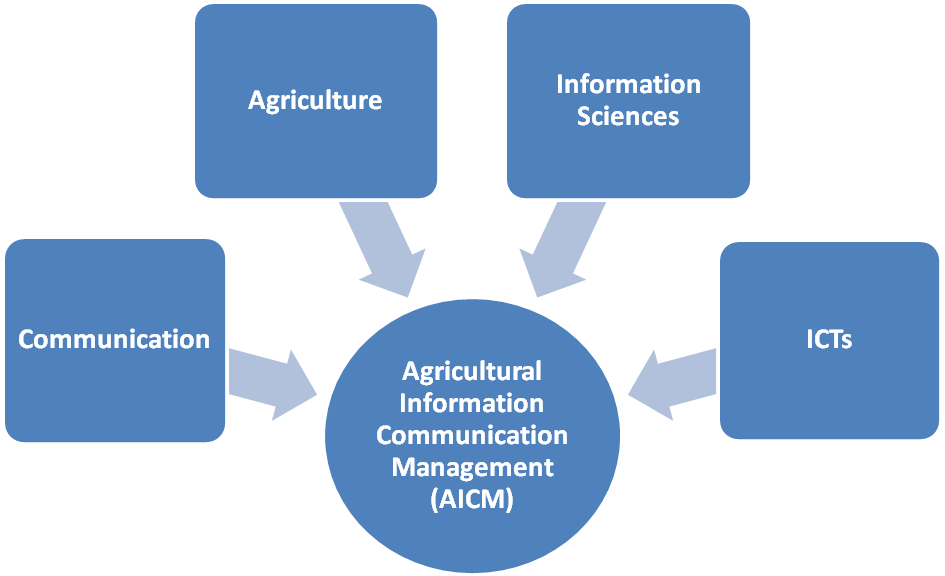 Agriculture
Information
Sciences
Communication
ICTs
Agricultural
Information
Communication
Management
(AICM)